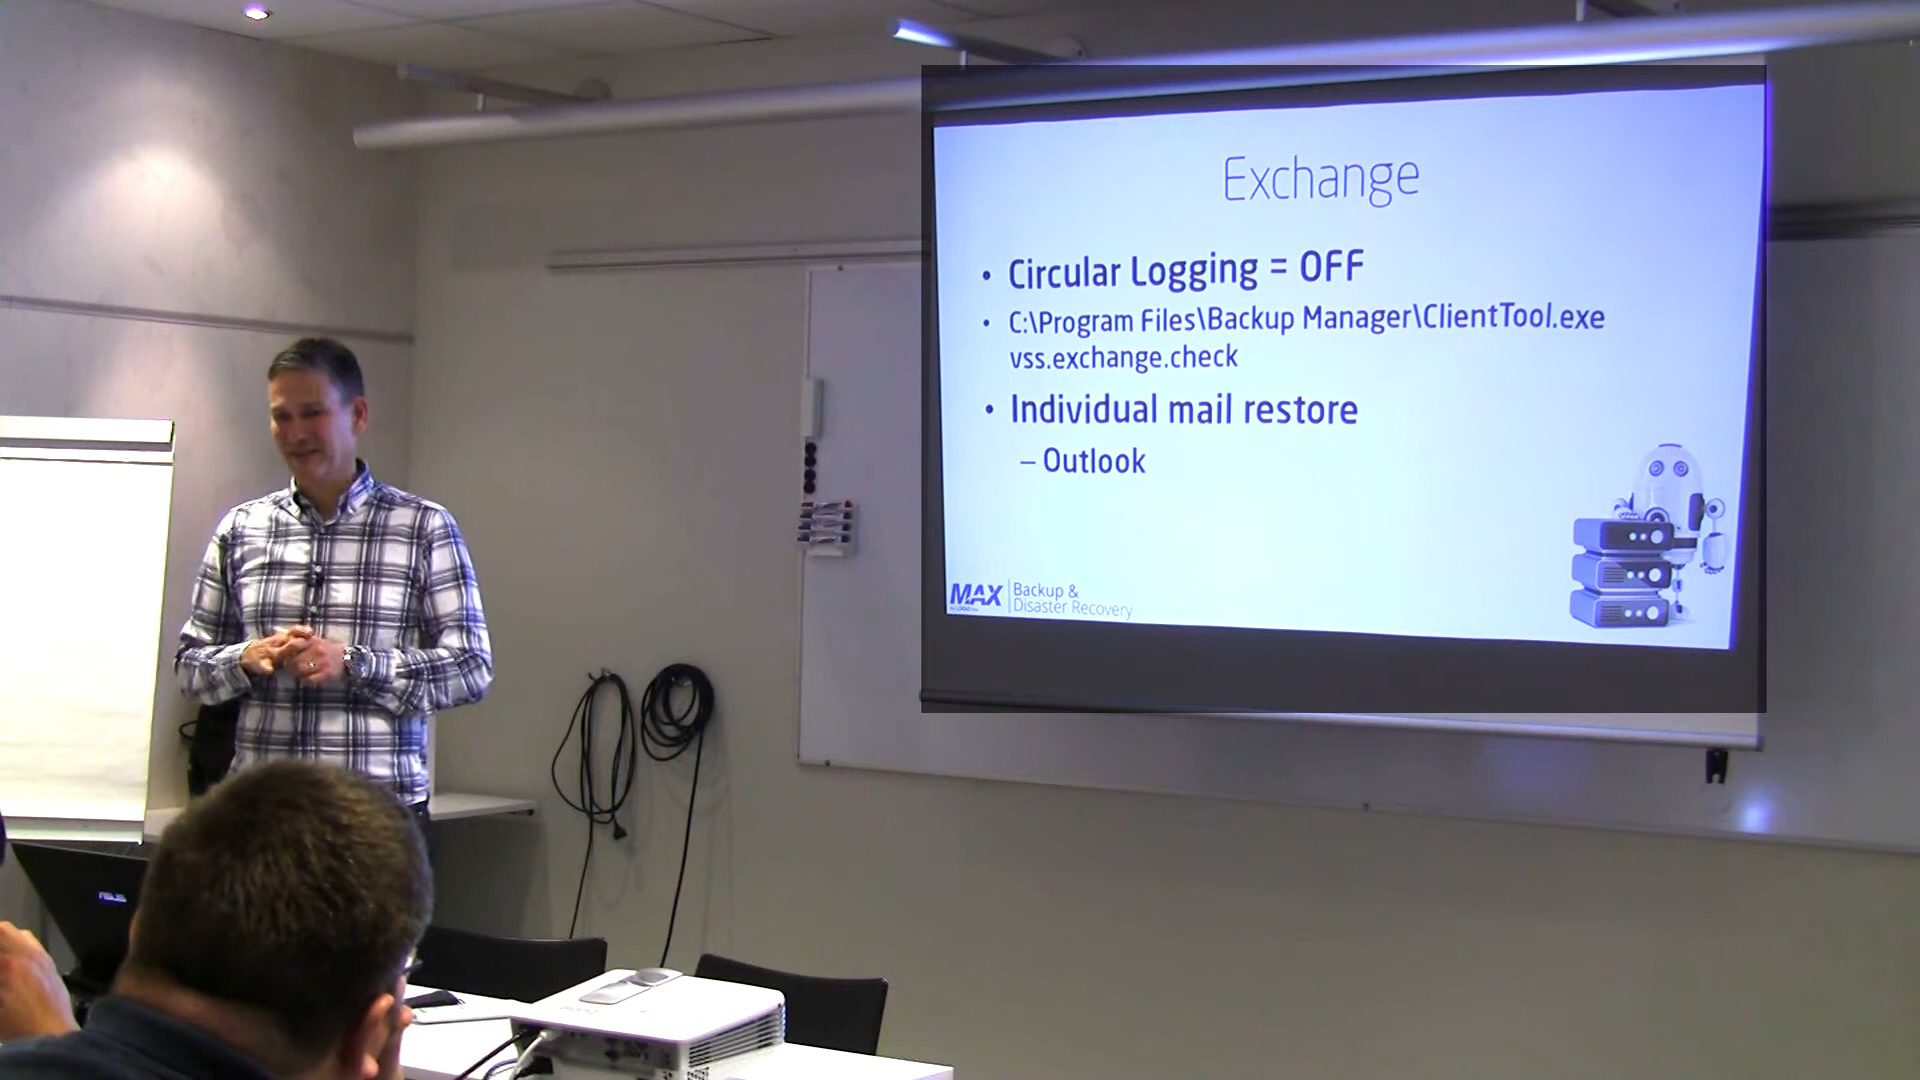 Exchange
• Circular Logging = OFF
• C:\Program Files\Backup Manager\ClientTool.exe
vss.exchange.check
• Individual mail restore
– Outlook
MAX
Backup &
Disaster Recovery
ASUS